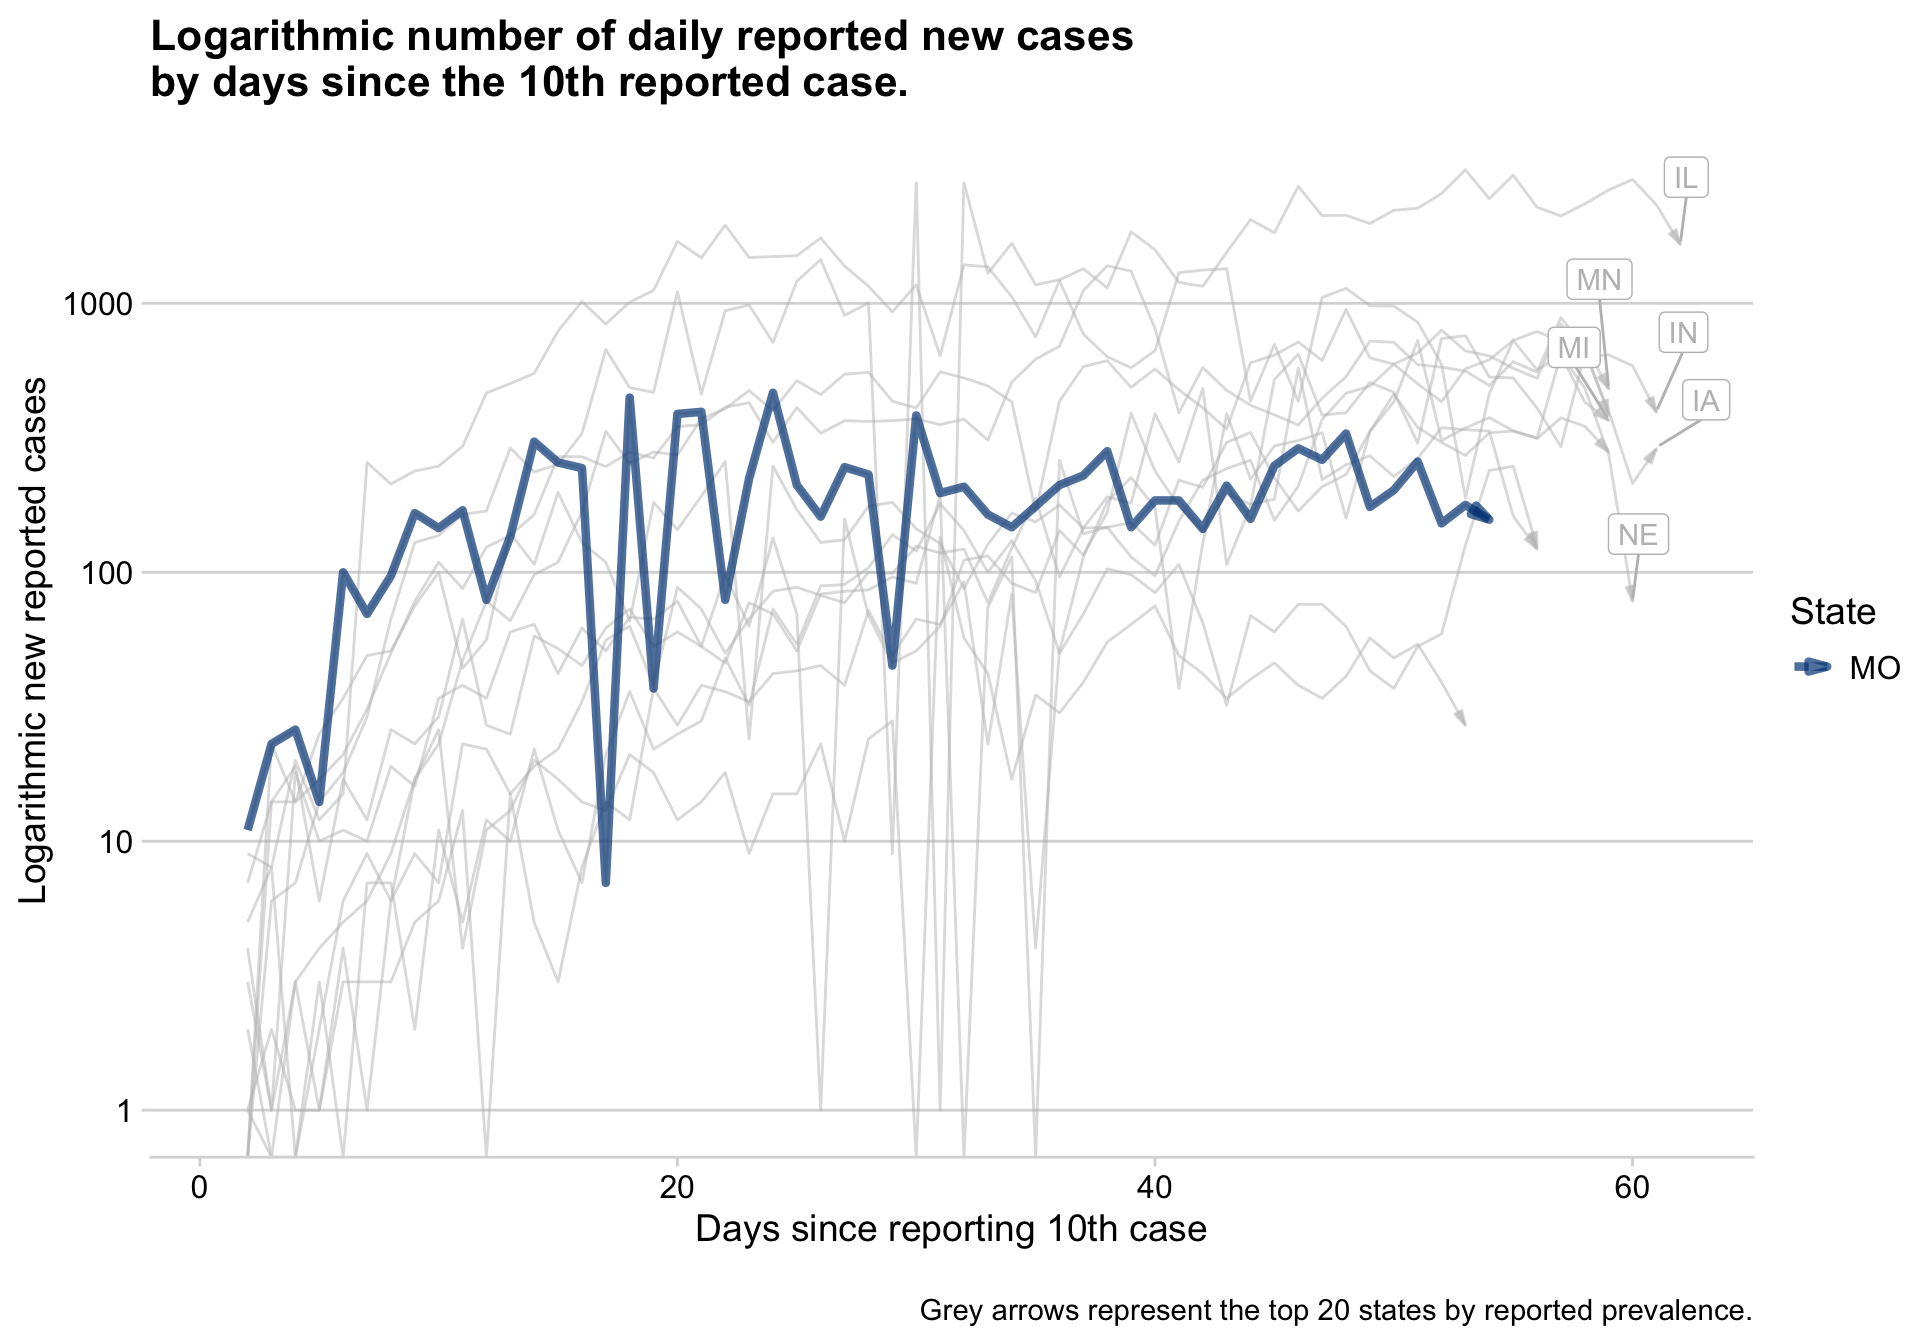 Logarithmic number of daily reported new cases
by days since the 10th reported case.
Logarithmic new reported cases
1000
100
10
1
IL
MN
IN
MI
IA
NE
State
MO
0 20 40 60
Days since reporting 10th case
Grey arrows represent the top 20 states by reported prevalence.